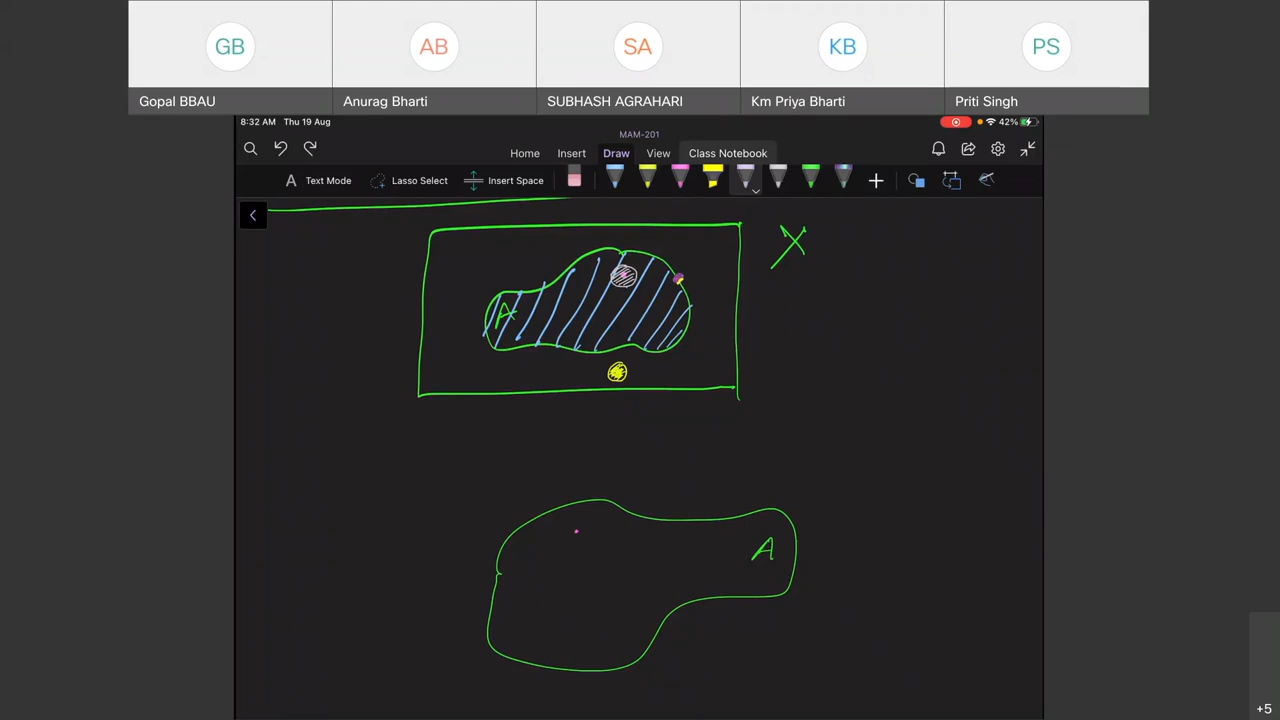 GB AB SA KB PS
Gopal BBAU Anurag Bharti SUBHASH AGRAHARI Km Priya Bharti Priti Singh
8:32 AM Thu 19 Aug 42%
MAM-201
Home Insert Draw View Class Notebook
A Text Mode Lasso Select Insert Space
X
A
A
+5